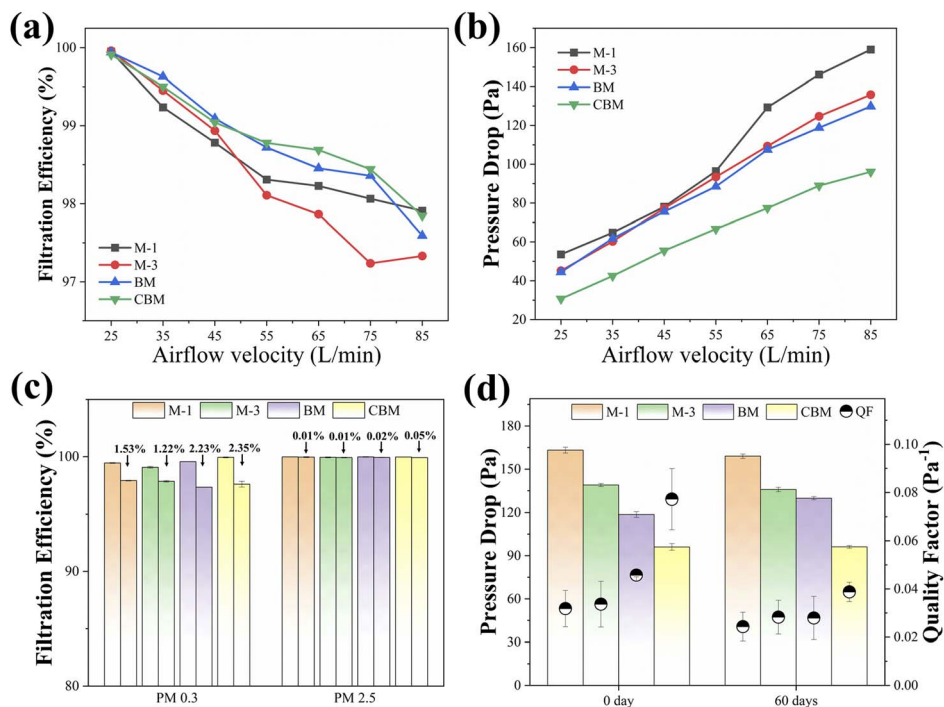 (a)
Filtration Efficiency (%)
100
99
98
97
M-1
M-3
BM
CBM
25 35 45 55 65 75 85
Airflow velocity (L/min)
(b)
Pressure Drop (Pa)
160
140
120
100
80
60
40
20
M-1
M-3
BM
CBM
25 35 45 55 65 75 85
Airflow velocity (L/min)
(c)
Filtration Efficiency (%)
M-1 M-3 BM CBM
100
90
80
1.53% 1.22% 2.23% 2.35% 0.01% 0.01% 0.02% 0.05%
PM 0.3 PM 2.5
(d)
Pressure Drop (Pa)
M-1 M-3 BM CBM QF
180
150
120
90
60
30
0
0 day 60 days
0.10
0.08
0.06
0.04
0.02
0.00
Quality Factor (Pa⁻¹)